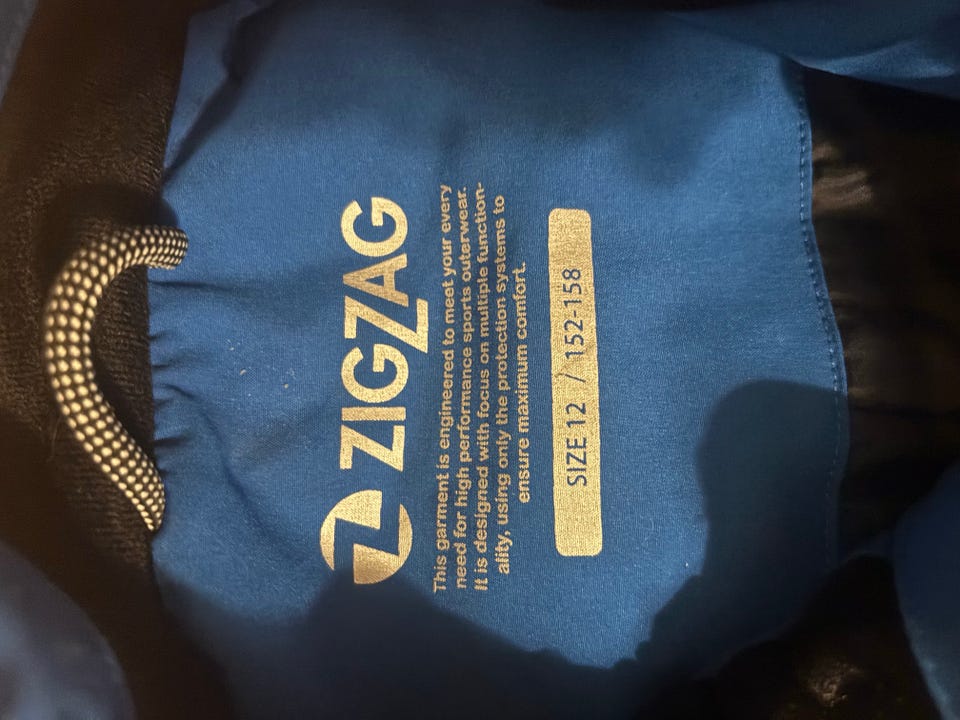 ZIGZAG
This garment is engineered to meet your every
need for high performance sports outerwear.
It is designed with focus on multiple function-
ality, using only the protection systems to
ensure maximum comfort.
SIZE 12 / 152-158